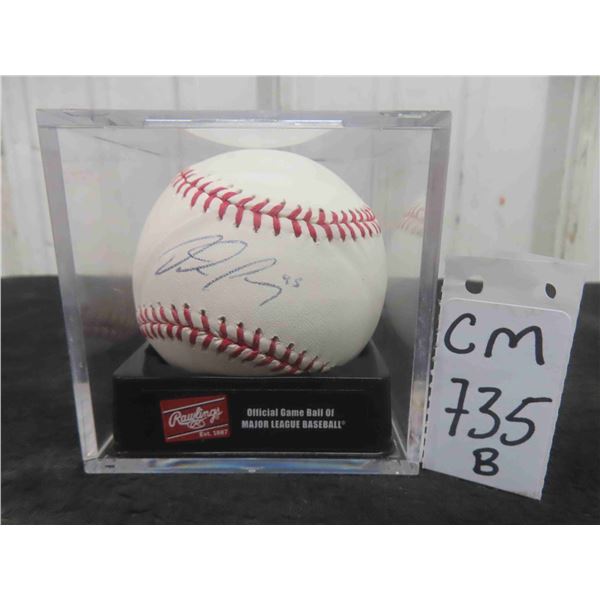 Rawlings
Est. 1887
Official Game Ball Of
MAJOR LEAGUE BASEBALL®
CM
735
B